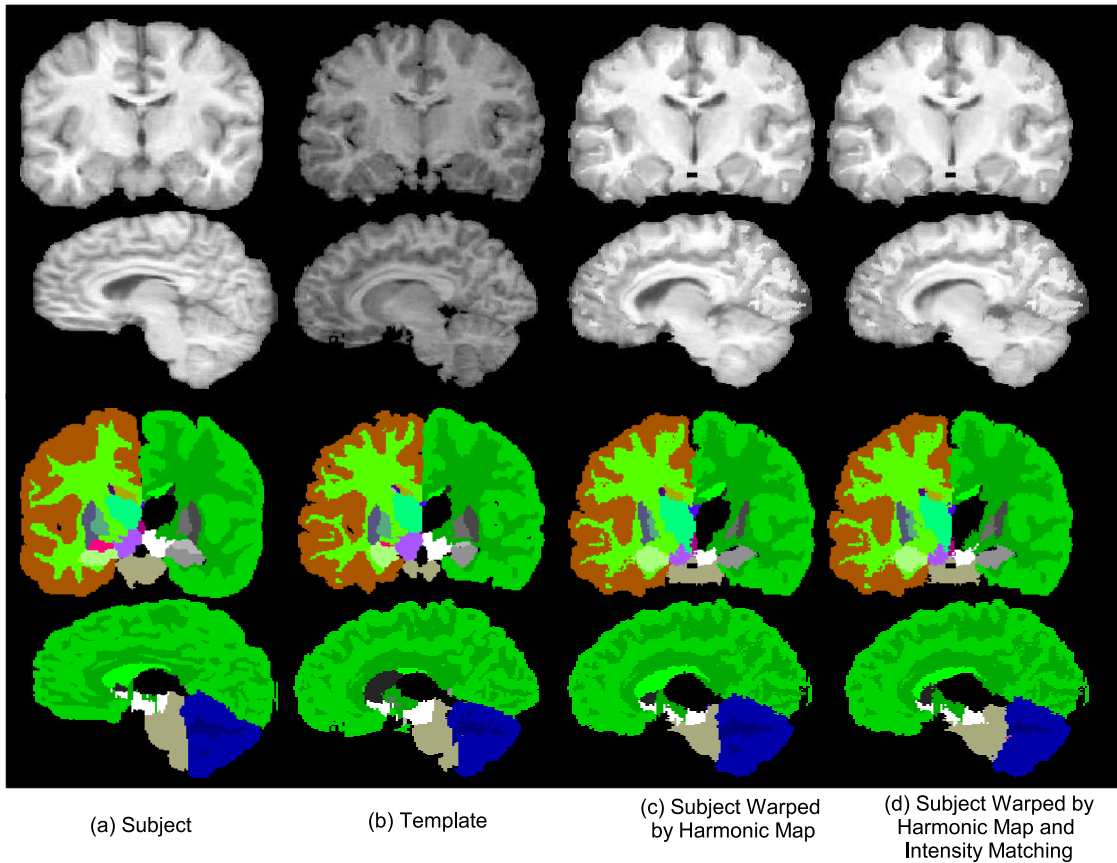 (a) Subject
(b) Template
(c) Subject Warped
by Harmonic Map
(d) Subject Warped by
Harmonic Map and
Intensity Matching